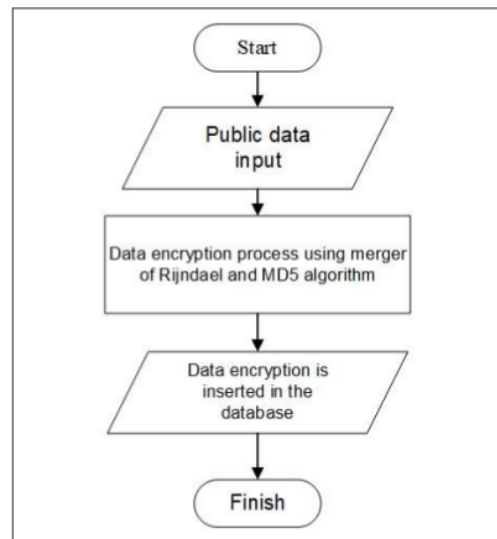 Start
Public data
input
Data encryption process using merger
of Rijndael and MD5 algorithm
Data encryption is
inserted in the
database
Finish